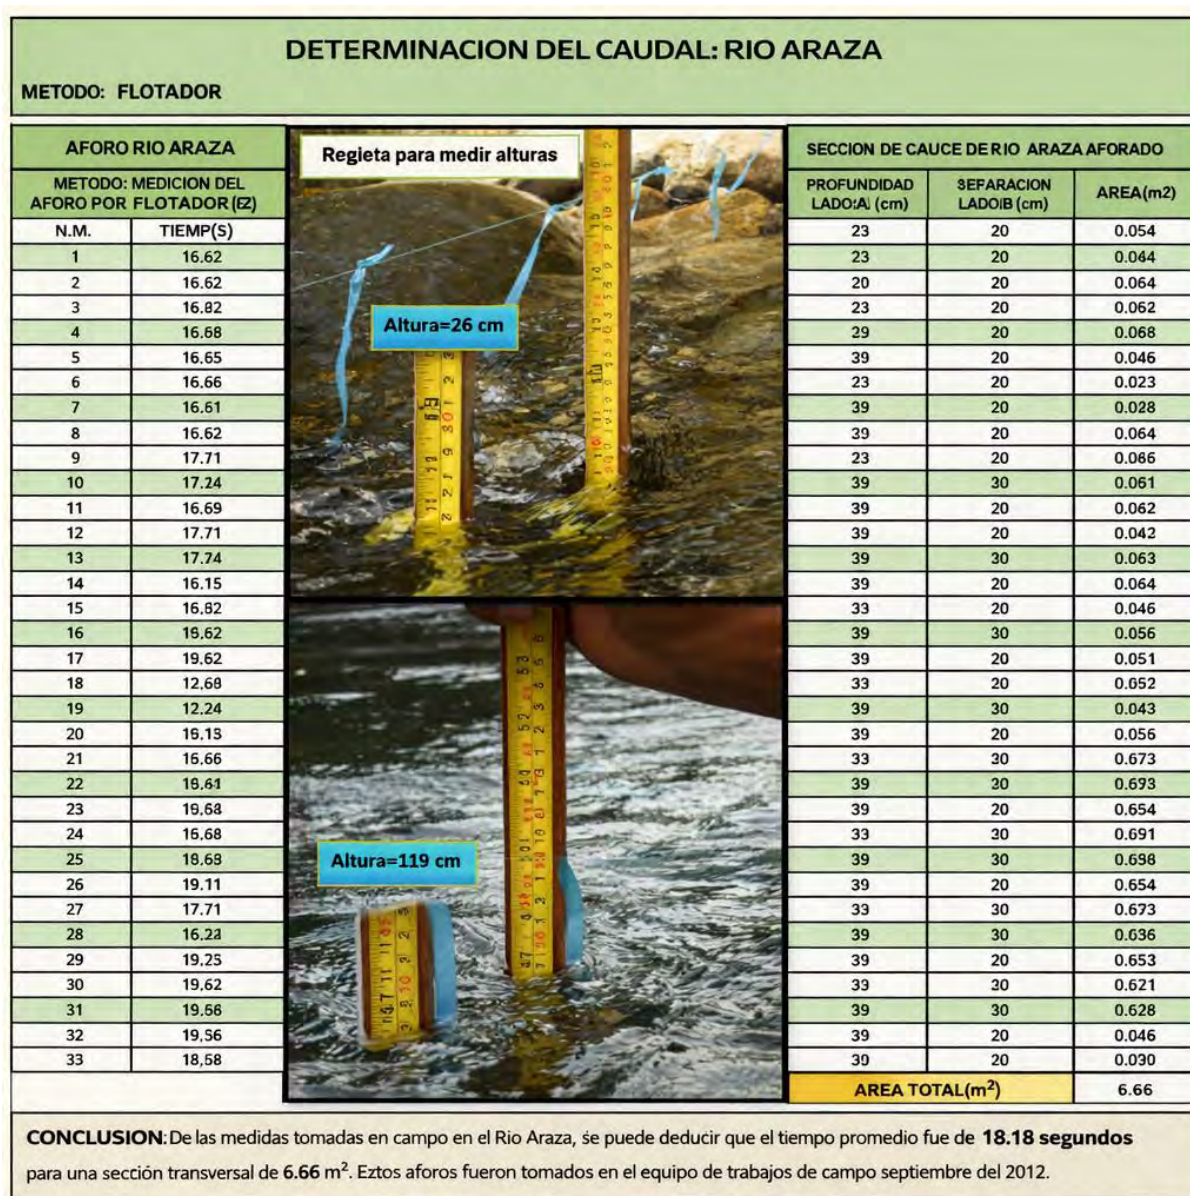 DETERMINACION DEL CAUDAL: RIO ARAZA
METODO: FLOTADOR
AFORO RIO ARAZA
METODO: MEDICION DEL
AFORO POR FLOTADOR (EZ)
N.M. TIEMP(S)
1 16.62
2 16.62
3 16.82
4 16.68
5 16.65
6 16.66
7 16.61
8 16.62
9 17.71
10 17.24
11 16.69
12 17.71
13 17.74
14 16.15
15 16,82
16 16.62
17 19.62
18 12.68
19 12.24
20 16,13
21 16.66
22 16.61
23 19,68
24 16.68
25 18.68
26 19.11
27 17.71
28 16.22
29 19,25
30 19,62
31 19.66
32 19,56
33 18,58
Regieta para medir alturas
Altura=26 cm
Altura=119 cm
SECCION DE CAUCE DE RIO ARAZA AFORADO
PROFUNDIDAD LADO:A) (cm) SEPARACION LADO:B (cm) AREA(m2)
23 20 0.054
23 20 0.044
20 20 0.064
23 20 0.062
29 20 0.068
39 20 0.046
23 20 0.023
39 20 0.028
39 20 0.064
23 20 0.066
39 30 0.061
39 20 0.062
39 20 0.042
39 30 0.063
39 20 0.064
33 20 0.046
39 30 0.056
39 20 0.051
33 20 0.652
39 30 0.043
39 20 0.056
33 30 0.673
39 30 0.693
39 20 0.654
33 30 0.691
39 30 0.698
39 20 0.654
33 30 0.673
39 30 0.636
39 20 0.653
33 30 0.621
39 30 0.628
39 20 0.046
39 20 0.090
AREA TOTAL(m²) 6.66
CONCLUSION: De las medidas tomadas en campo en el Rio Araza, se puede deducir que el tiempo promedio fue de 18.18 segundos
para una sección transversal de 6.66 m². Eztos aforos fueron tomados en el equipo de trabajos de campo septiembre del 2012.